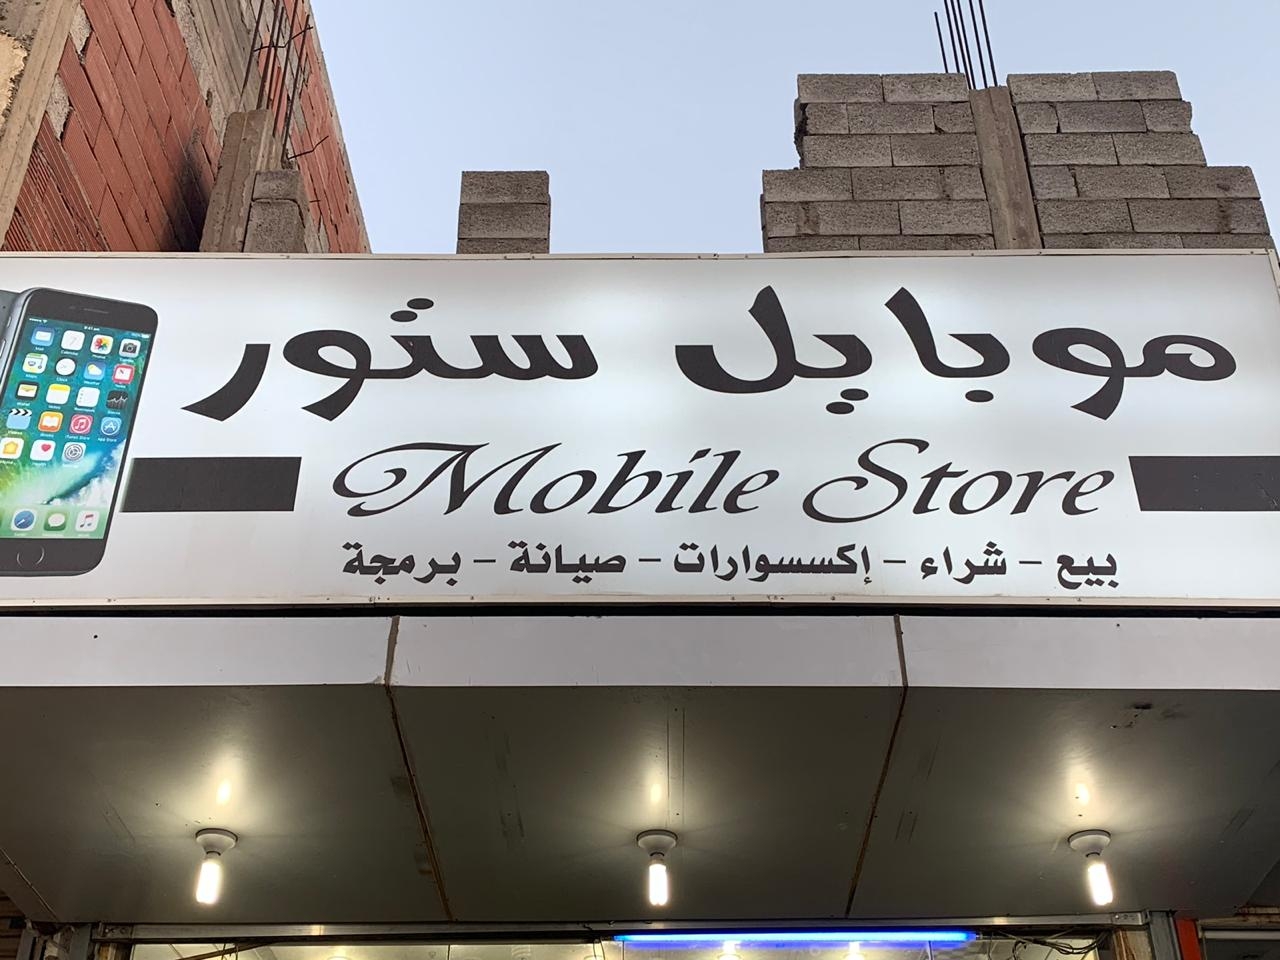 موبايل ستور
Mobile Store
بيع - شراء - إكسسوارات - صيانة - برمجة